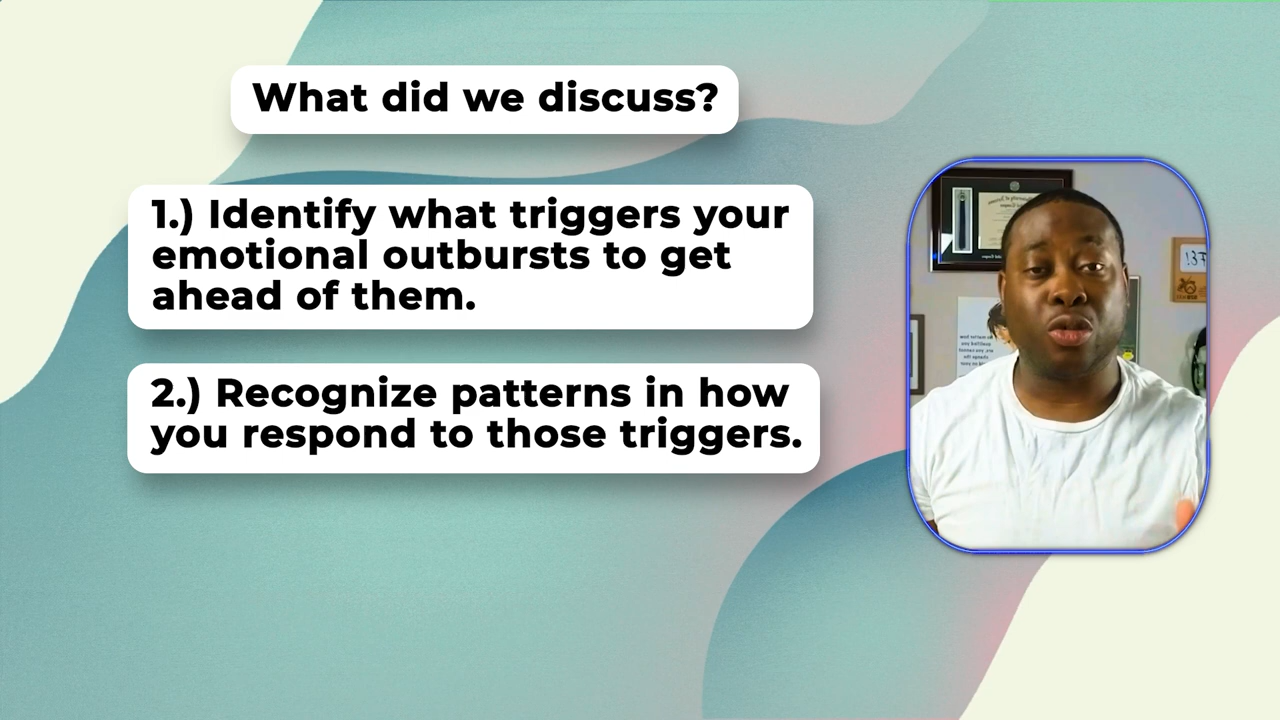 What did we discuss?
1.) Identify what triggers your
emotional outbursts to get
ahead of them.
2.) Recognize patterns in how
you respond to those triggers.